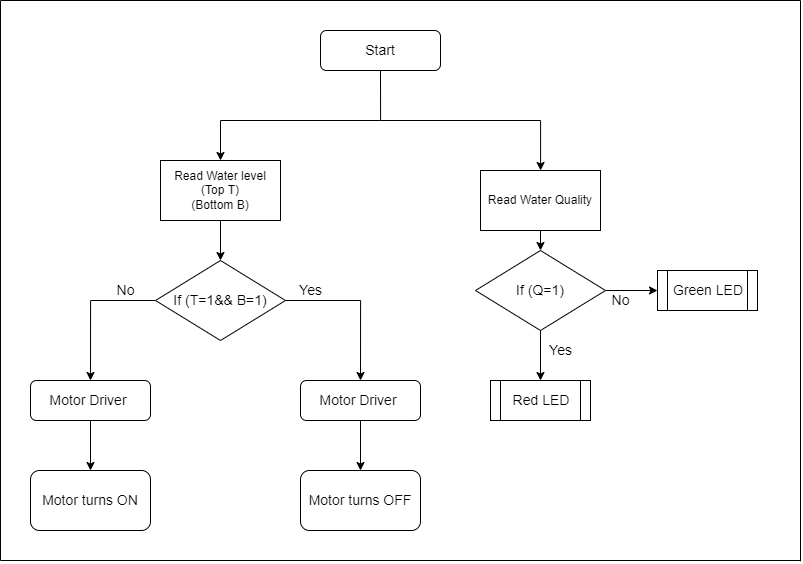 Start
Read Water level
(Top T)
(Bottom B)
Read Water Quality
No
If (T=1&& B=1)
Yes
If (Q=1)
No
Green LED
Yes
Motor Driver
Motor Driver
Red LED
Motor turns ON
Motor turns OFF